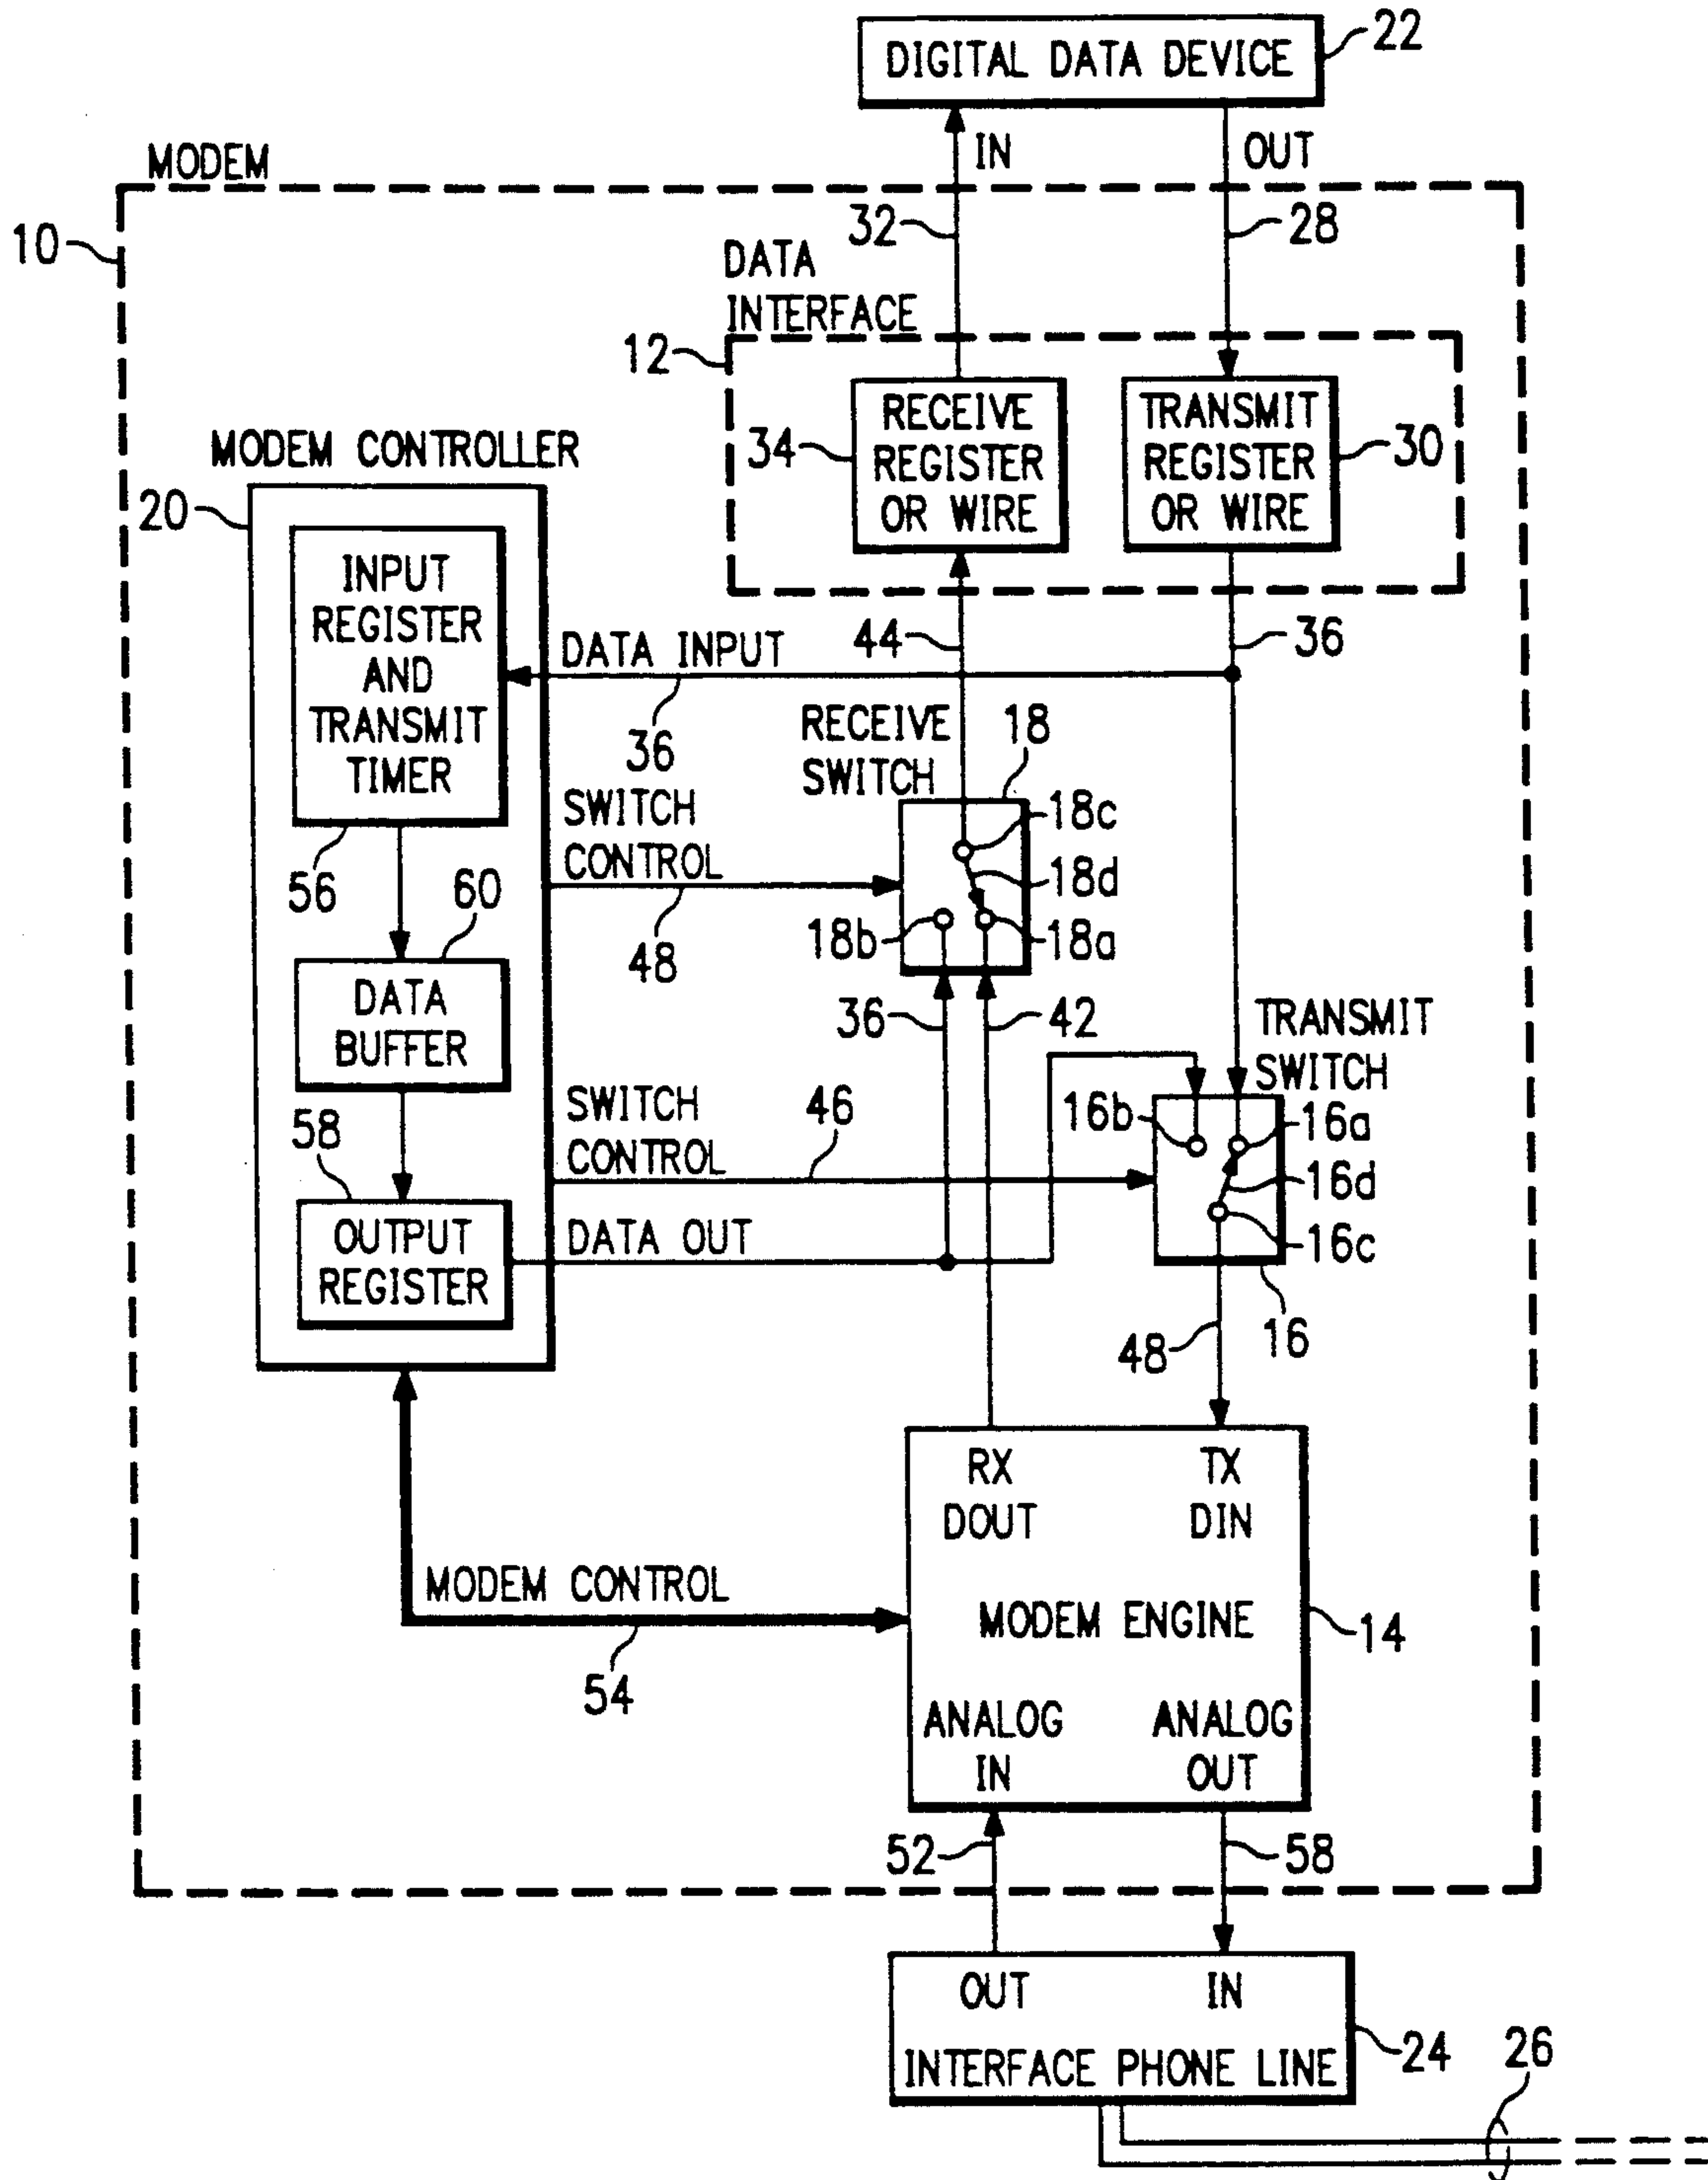 DIGITAL DATA DEVICE
22
IN
OUT
MODEM
10
32
28
DATA
INTERFACE
12
RECEIVE
REGISTER
OR WIRE
34
TRANSMIT
REGISTER
OR WIRE
30
MODEM CONTROLLER
20
INPUT
REGISTER
AND
TRANSMIT
TIMER
56
44
36
DATA INPUT
36
RECEIVE
SWITCH
18
SWITCH
CONTROL
48
18c
18d
18b
18a
60
DATA
BUFFER
36
42
TRANSMIT
SWITCH
58
SWITCH
CONTROL
46
16b
16a
16d
16c
OUTPUT
REGISTER
DATA OUT
48
16
RX
DOUT
TX
DIN
MODEM CONTROL
54
MODEM ENGINE
14
ANALOG
IN
ANALOG
OUT
52
58
OUT
IN
INTERFACE PHONE LINE
24
26